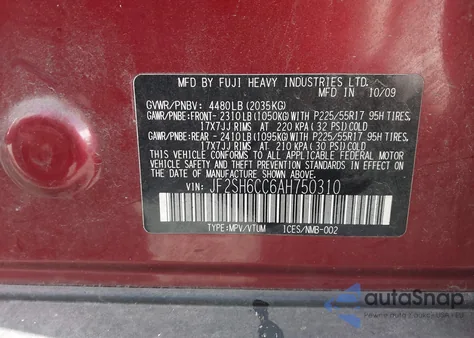 MFD BY FUJI HEAVY INDUSTRIES LTD.
MFD IN 10/09
GVWR/PNBV: 4480LB (2035KG)
GAWR/PNBE:FRONT- 2310LB(1050KG)WITH P225/55R17 95H TIRES,
17X7JJ RIMS AT 220 KPA (32 PSI)COLD
GAWR/PNBE:REAR - 2410LB(1095KG)WITH P225/55R17 95H TIRES,
17X7JJ RIMS AT 210 KPA (30 PSI)COLD
THIS VEHICLE CONFORMS TO ALL APPLICABLE FEDERAL
MOTOR VEHICLE SAFETY STANDARDS IN EFFECT ON
THE DATE OF MANUFACTURE SHOWN ABOVE.
VIN: JF2SH6CC6AH750310
TYPE:MPV/VTUM ICES/NMB-002
autoSnap